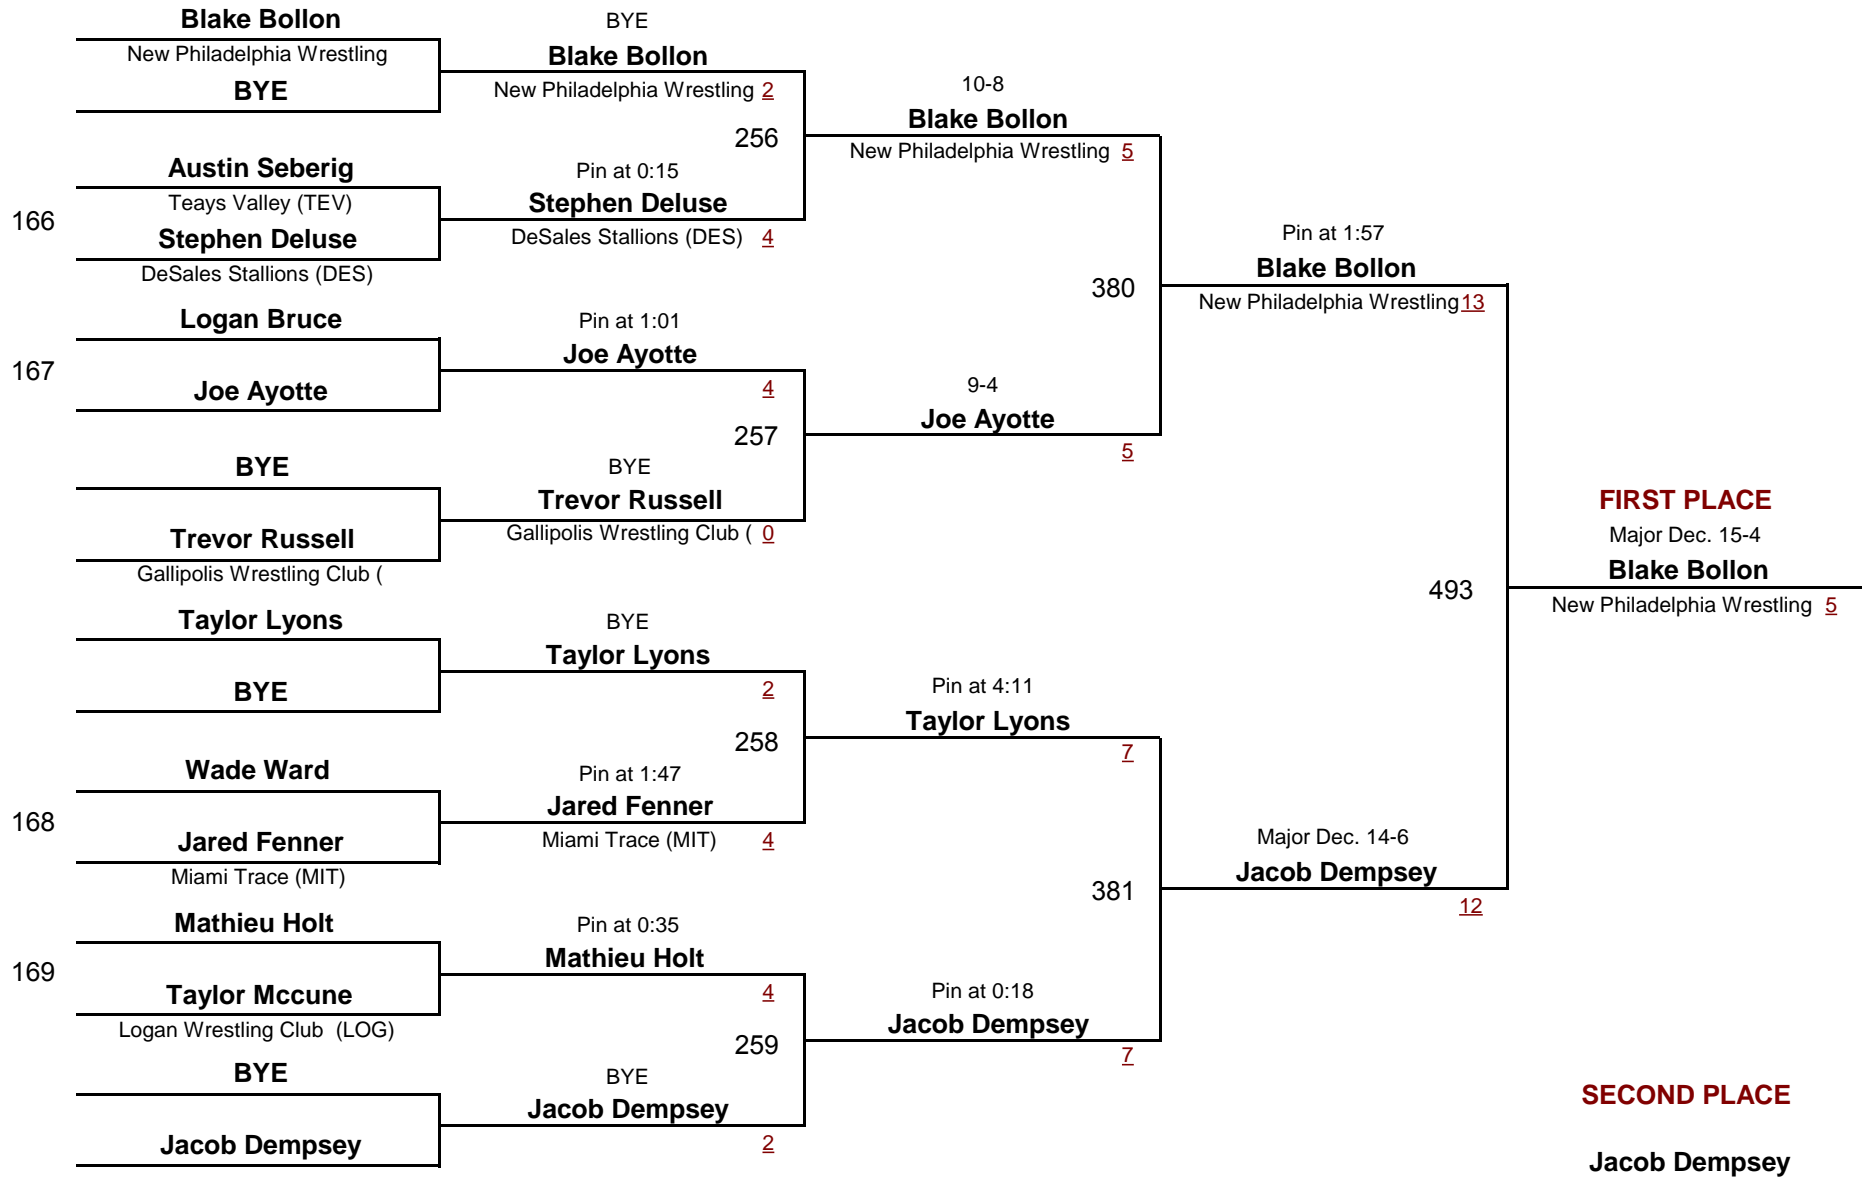 Blake Bollon
New Philadelphia Wrestling
BYE
166
Austin Seberig
Teays Valley (TEV)
Stephen Deluse
DeSales Stallions (DES)
167
Logan Bruce
Joe Ayotte
BYE
Trevor Russell
Gallipolis Wrestling Club (
Taylor Lyons
BYE
168
Wade Ward
Jared Fenner
Miami Trace (MIT)
169
Mathieu Holt
Taylor Mccune
Logan Wrestling Club (LOG)
BYE
Jacob Dempsey
BYE
Blake Bollon
New Philadelphia Wrestling 2
256
Pin at 0:15
Stephen Deluse
DeSales Stallions (DES) 4
Pin at 1:01
Joe Ayotte
4
257
BYE
Trevor Russell
Gallipolis Wrestling Club ( 0
BYE
Taylor Lyons
2
258
Pin at 1:47
Jared Fenner
Miami Trace (MIT) 4
Pin at 0:35
Mathieu Holt
4
259
BYE
Jacob Dempsey
2
10-8
Blake Bollon
New Philadelphia Wrestling 5
380
9-4
Joe Ayotte
5
Pin at 4:11
Taylor Lyons
7
381
Pin at 0:18
Jacob Dempsey
7
Pin at 1:57
Blake Bollon
New Philadelphia Wrestling 13
493
Major Dec. 14-6
Jacob Dempsey
12
FIRST PLACE
Major Dec. 15-4
Blake Bollon
New Philadelphia Wrestling 5
SECOND PLACE
Jacob Dempsey